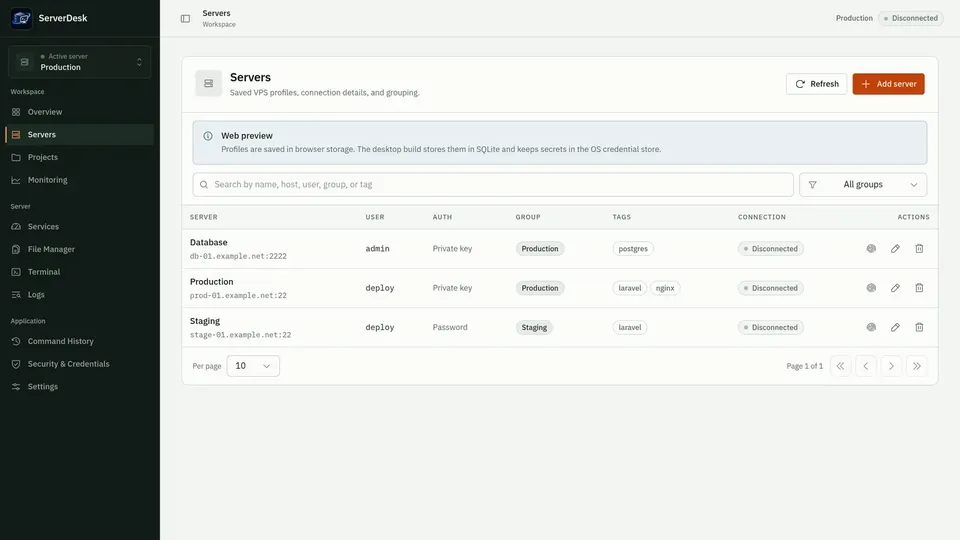 ServerDesk
Active server
Production
Workspace
Overview
Servers
Projects
Monitoring
Server
Services
File Manager
Terminal
Logs
Application
Command History
Security & Credentials
Settings
Servers
Workspace
Production
Disconnected
Servers
Saved VPS profiles, connection details, and grouping.
Refresh
Add server
Web preview
Profiles are saved in browser storage. The desktop build stores them in SQLite and keeps secrets in the OS credential store.
Search by name, host, user, group, or tag
All groups
SERVER USER AUTH GROUP TAGS CONNECTION ACTIONS
Database
db-01.example.net:2222
admin Private key Production postgres Disconnected
Production
prod-01.example.net:22
deploy Private key Production laravel nginx Disconnected
Staging
stage-01.example.net:22
deploy Password Staging laravel Disconnected
Per page 10
Page 1 of 1